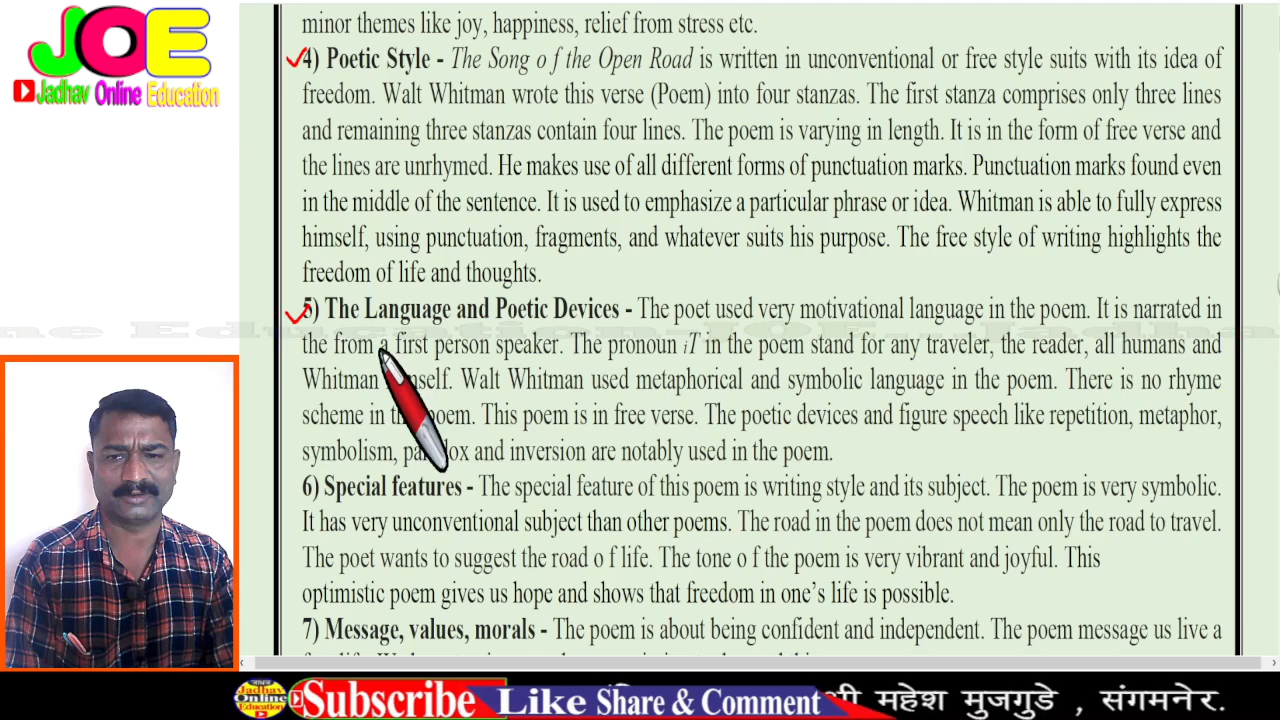 JOE
Jadhav Online Education
minor themes like joy, happiness, relief from stress etc.
4) Poetic Style - The Song o f the Open Road is written in unconventional or free style suits with its idea of
freedom. Walt Whitman wrote this verse (Poem) into four stanzas. The first stanza comprises only three lines
and remaining three stanzas contain four lines. The poem is varying in length. It is in the form of free verse and
the lines are unrhymed. He makes use of all different forms of punctuation marks. Punctuation marks found even
in the middle of the sentence. It is used to emphasize a particular phrase or idea. Whitman is able to fully express
himself, using punctuation, fragments, and whatever suits his purpose. The free style of writing highlights the
freedom of life and thoughts.
5) The Language and Poetic Devices - The poet used very motivational language in the poem. It is narrated in
the from a first person speaker. The pronoun iT in the poem stand for any traveler, the reader, all humans and
Whitman himself. Walt Whitman used metaphorical and symbolic language in the poem. There is no rhyme
scheme in the poem. This poem is in free verse. The poetic devices and figure speech like repetition, metaphor,
symbolism, paradox and inversion are notably used in the poem.
6) Special features - The special feature of this poem is writing style and its subject. The poem is very symbolic.
It has very unconventional subject than other poems. The road in the poem does not mean only the road to travel.
The poet wants to suggest the road o f life. The tone o f the poem is very vibrant and joyful. This
optimistic poem gives us hope and shows that freedom in one's life is possible.
7) Message, values, morals - The poem is about being confident and independent. The poem message us live a
ne Education-JOE. Jadha
Jadhav Online Education
Subscribe Like Share & Comment श्री महेश मुजगुडे , संगमनेर.